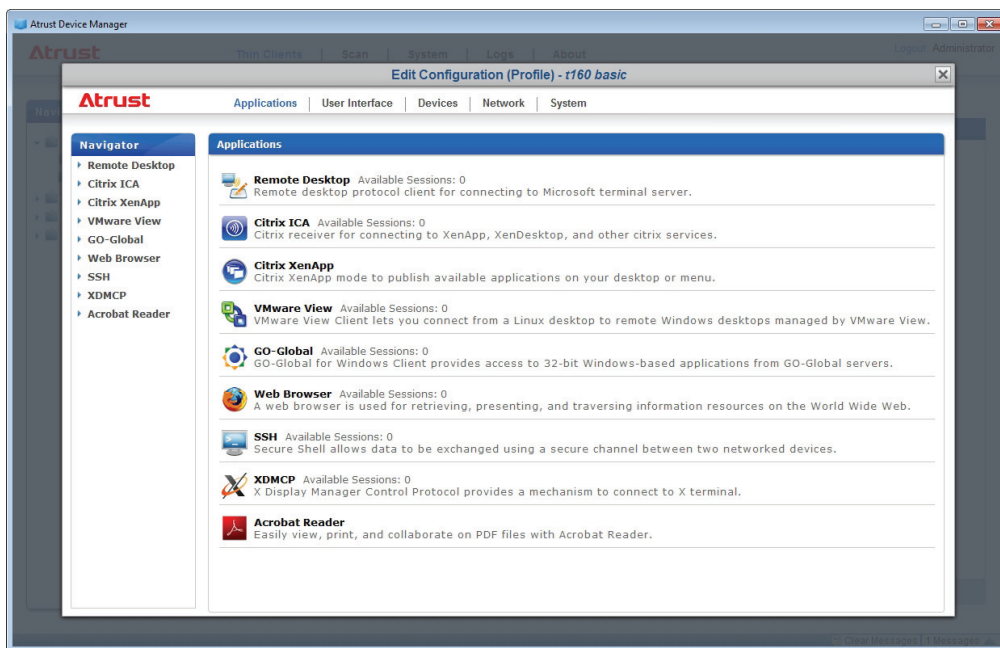 Atrust Device Manager
Atrust
Thin Clients | Scan | System | Logs | About
Logout Administrator
Edit Configuration (Profile) - t160 basic
Atrust
Applications | User Interface | Devices | Network | System
Navigator
Remote Desktop
Citrix ICA
Citrix XenApp
VMware View
GO-Global
Web Browser
SSH
XDMCP
Acrobat Reader
Applications
Remote Desktop Available Sessions: 0
Remote desktop protocol client for connecting to Microsoft terminal server.
Citrix ICA Available Sessions: 0
Citrix receiver for connecting to XenApp, XenDesktop, and other citrix services.
Citrix XenApp
Citrix XenApp mode to publish available applications on your desktop or menu.
VMware View Available Sessions: 0
VMware View Client lets you connect from a Linux desktop to remote Windows desktops managed by VMware View.
GO-Global Available Sessions: 0
GO-Global for Windows Client provides access to 32-bit Windows-based applications from GO-Global servers.
Web Browser Available Sessions: 0
A web browser is used for retrieving, presenting, and traversing information resources on the World Wide Web.
SSH Available Sessions: 0
Secure Shell allows data to be exchanged using a secure channel between two networked devices.
XDMCP Available Sessions: 0
X Display Manager Control Protocol provides a mechanism to connect to X terminal.
Acrobat Reader
Easily view, print, and collaborate on PDF files with Acrobat Reader.
Clear Messages | 1 Messages